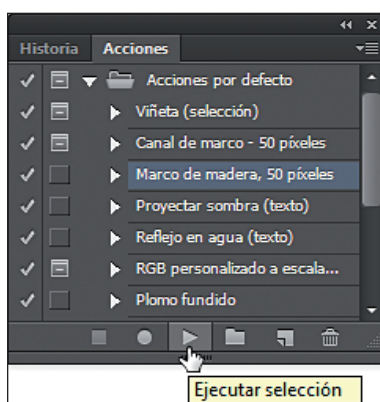 Historia Acciones
Acciones por defecto
Viñeta (selección)
Canal de marco - 50 píxeles
Marco de madera, 50 píxeles
Proyectar sombra (texto)
Reflejo en agua (texto)
RGB personalizado a escala...
Plomo fundido
Ejecutar selección